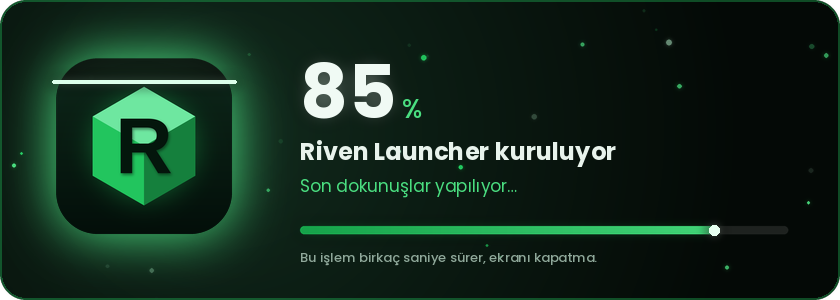 R
85 %
Riven Launcher kuruluyor
Son dokunuşlar yapılıyor...
Bu işlem birkaç saniye sürer, ekranı kapatma.